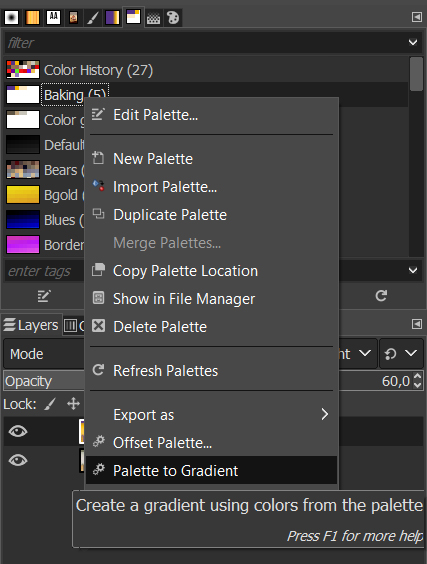 AA
filter
Color History (27)
Baking (5)
Color g
Default
Edit Palette...
New Palette
Bears (
Import Palette...
Bgold (
Duplicate Palette
Blues (
Merge Palettes...
Border
enter tags
Copy Palette Location
Show in File Manager
Layers
Delete Palette
Mode
nt
Refresh Palettes
Opacity
60,0
Lock:
Export as
Offset Palette...
Palette to Gradient
Create a gradient using colors from the palette
Press F1 for more help